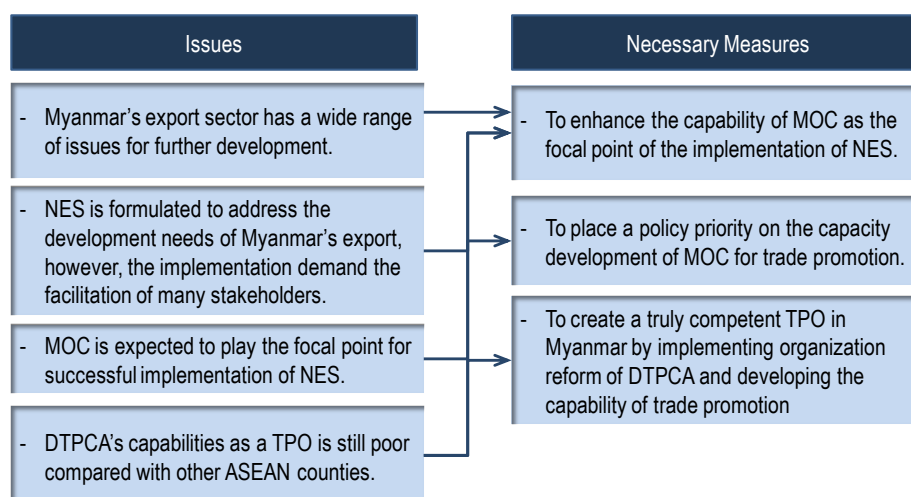 Issues
- Myanmar's export sector has a wide range
of issues for further development.
- NES is formulated to address the
development needs of Myanmar's export,
however, the implementation demand the
facilitation of many stakeholders.
- MOC is expected to play the focal point for
successful implementation of NES.
- DTPCA's capabilities as a TPO is still poor
compared with other ASEAN counties.
Necessary Measures
- To enhance the capability of MOC as the
focal point of the implementation of NES.
- To place a policy priority on the capacity
development of MOC for trade promotion.
- To create a truly competent TPO in
Myanmar by implementing organization
reform of DTPCA and developing the
capability of trade promotion